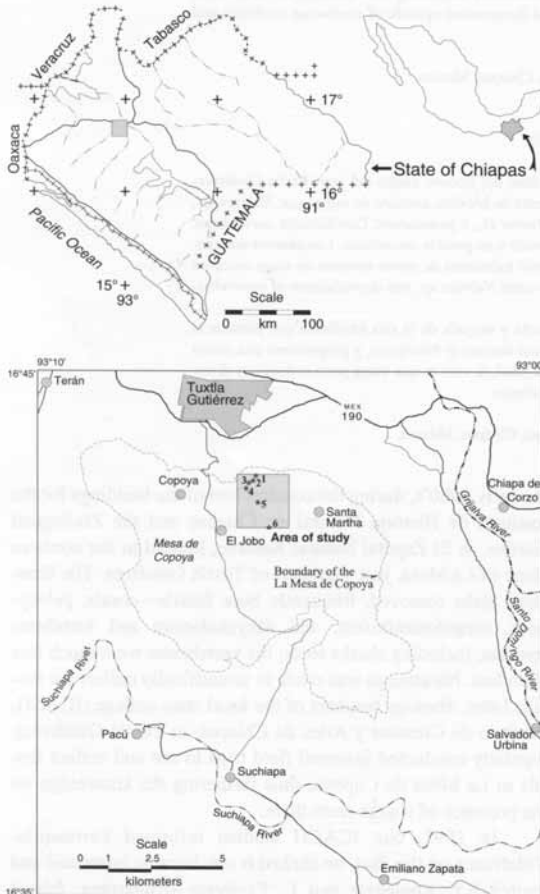 Veracruz
Tabasco
17°
Oaxaca
State of Chiapas
16°
91°
GUATEMALA
Pacific Ocean
15°
93°
Scale
0 km 100
93°10'
93°00'
16°45'
Terán
Tuxtla
Gutiérrez
MEX
190
Copoya
Chiapa de
Corzo
Grijalva River
Santa
Martha
El Jobo
Area of study
Mesa de
Copoya
Boundary of the
La Mesa de Copoya
Santo Domingo River
Suchiapa River
Pacú
Salvador
Urbina
Suchiapa
Suchiapa River
Scale
0 2.5 5
kilometers
Emiliano Zapata
16°35'